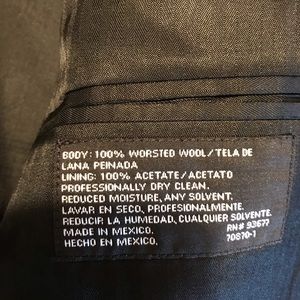 BODY: 100% WORSTED WOOL/TELA DE
LANA PEINADA
LINING: 100% ACETATE/ACETATO
PROFESSIONALLY DRY CLEAN.
REDUCED MOISTURE, ANY SOLVENT.
LAVAR EN SECO, PROFESIONALMENTE.
REDUCIR LA HUMEDAD, CUALQUIER SOLVENTE.
RN# 93677
MADE IN MEXICO. 70870-1
HECHO EN MEXICO.